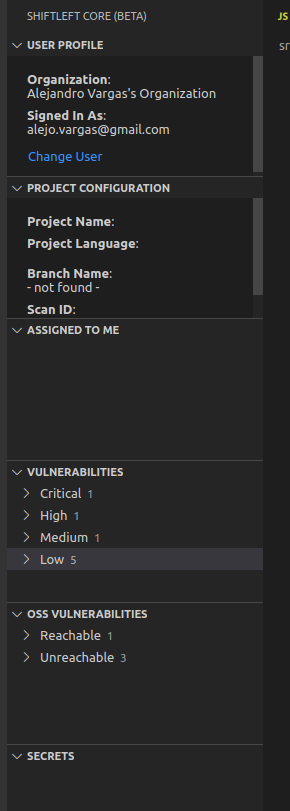 SHIFTLEFT CORE (BETA)
JS
USER PROFILE
sr
Organization:
Alejandro Vargas's Organization
Signed In As:
alejo.vargas@gmail.com
Change User
PROJECT CONFIGURATION
Project Name:
Project Language:
Branch Name:
- not found -
Scan ID:
ASSIGNED TO ME
VULNERABILITIES
Critical 1
High 1
Medium 1
Low 5
OSS VULNERABILITIES
Reachable 1
Unreachable 3
SECRETS